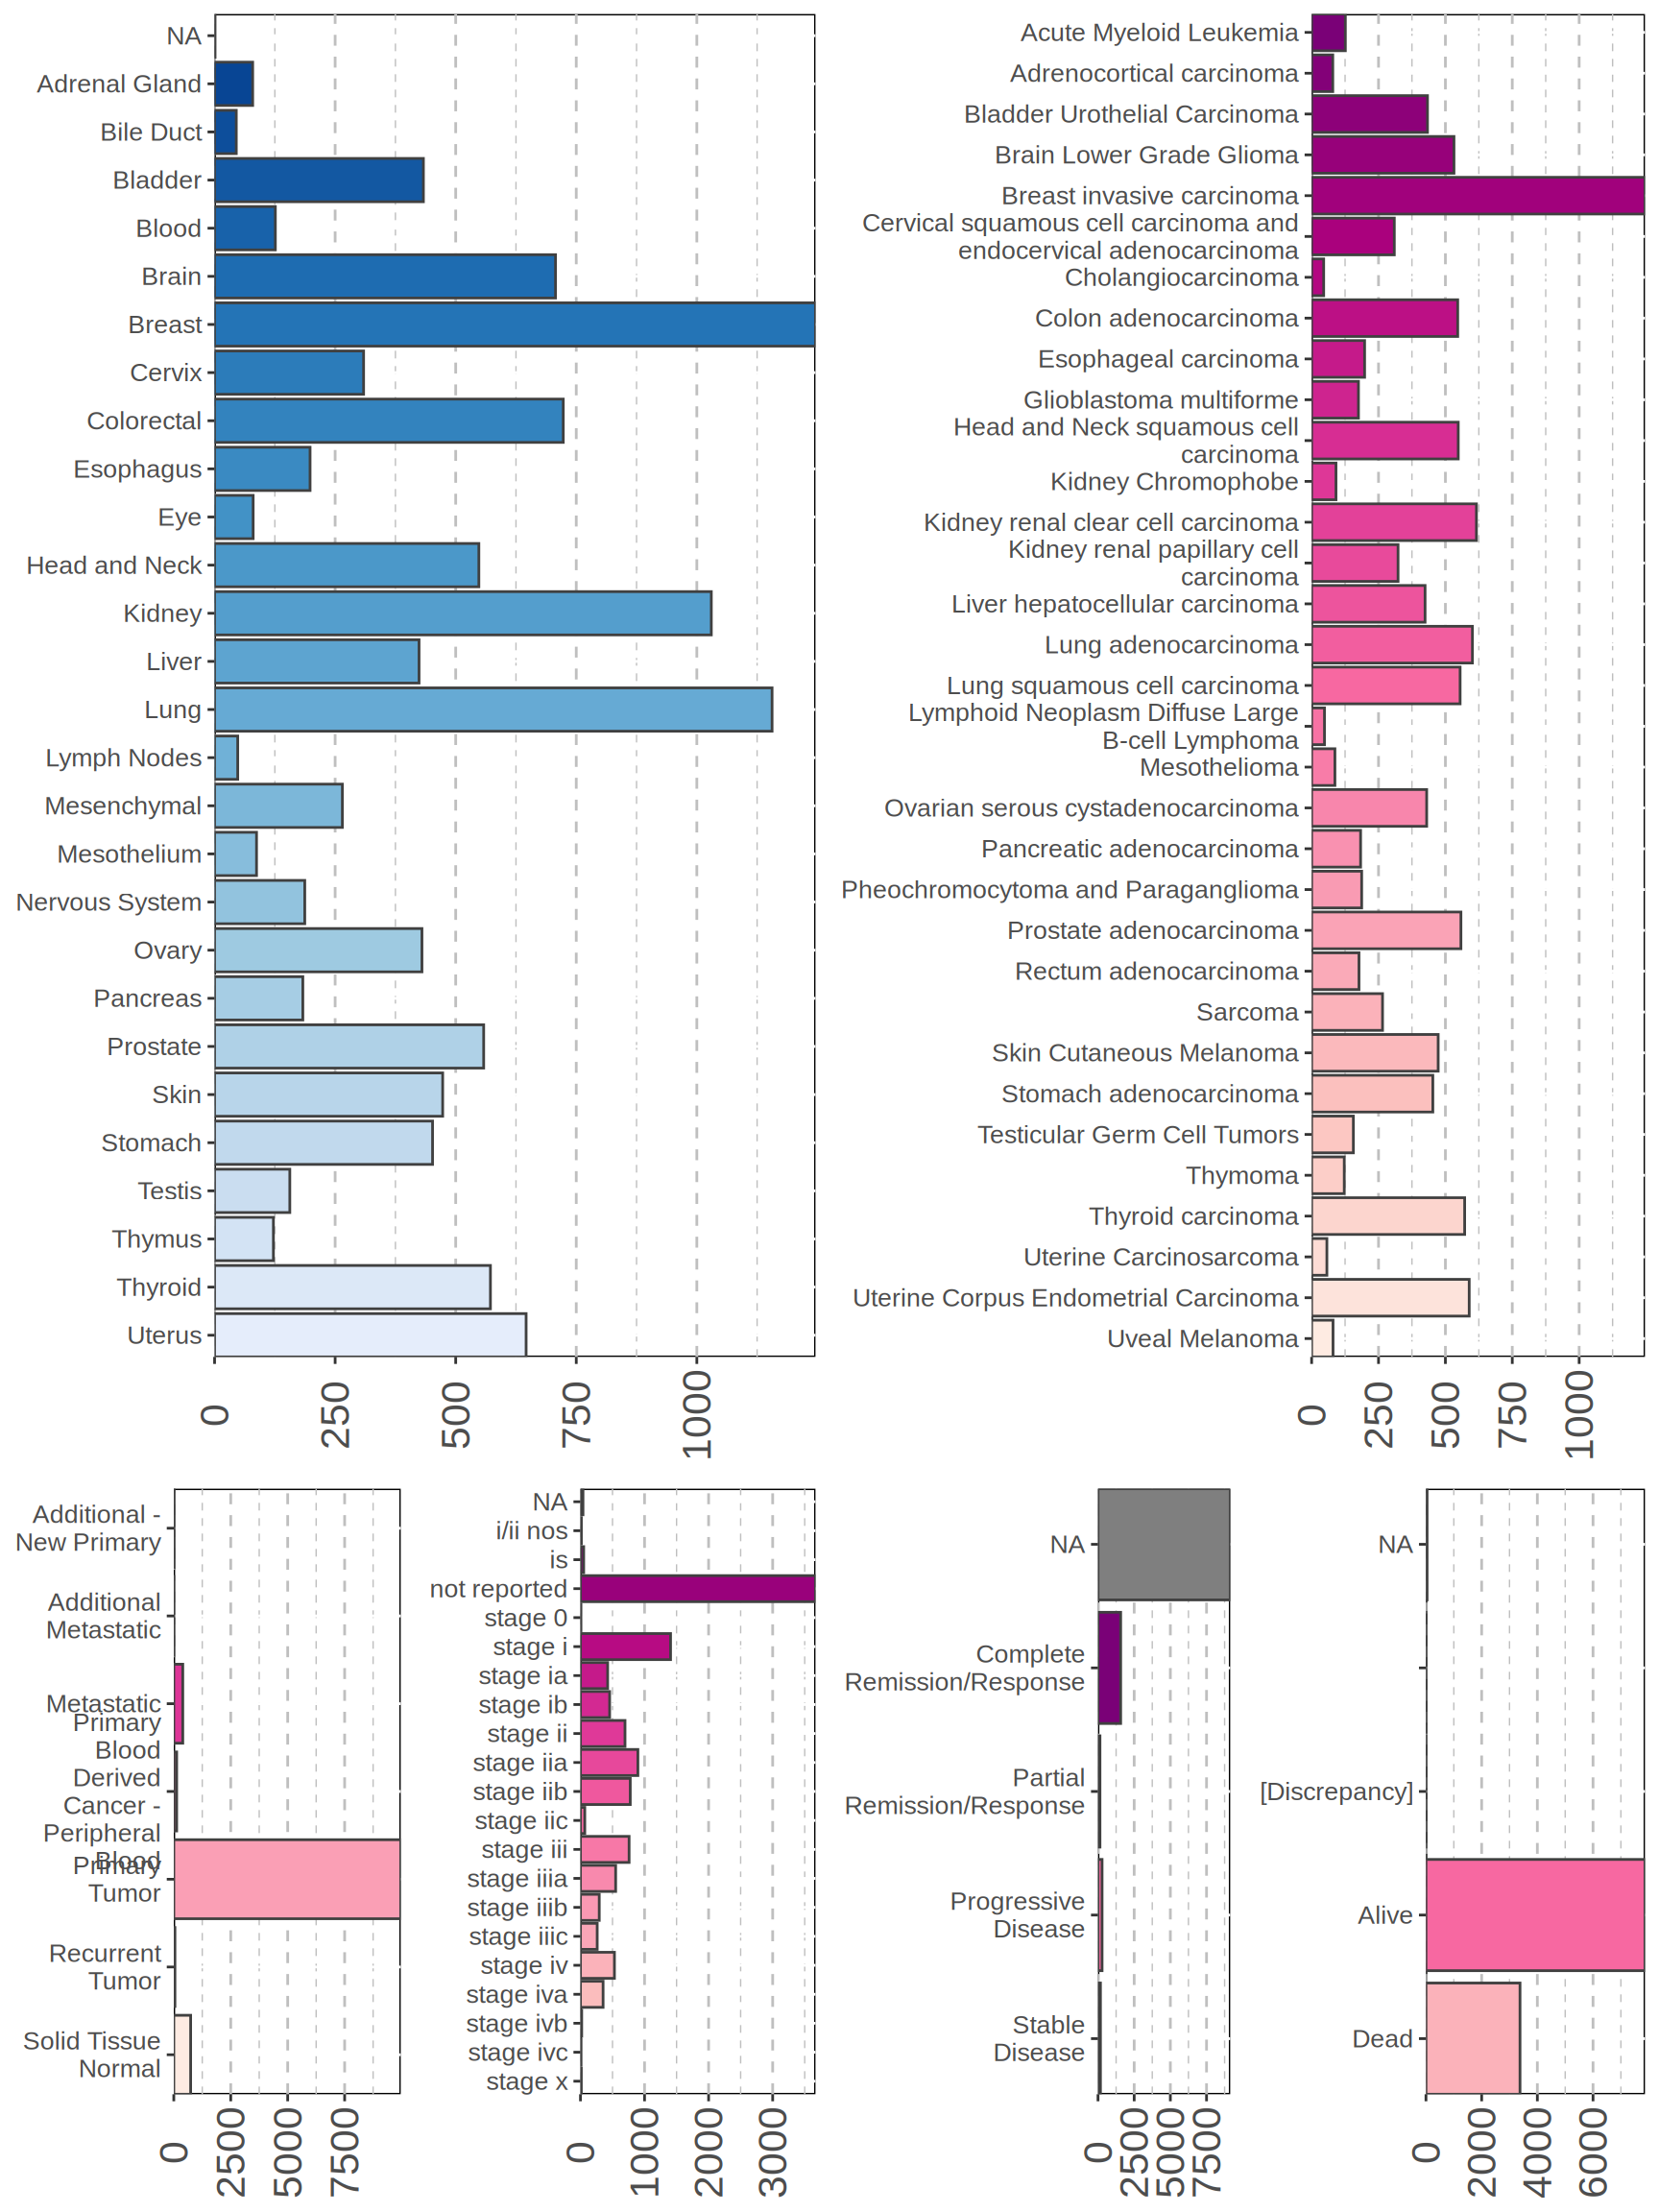 NA
Adrenal Gland
Bile Duct
Bladder
Blood
Brain
Breast
Cervix
Colorectal
Esophagus
Eye
Head and Neck
Kidney
Liver
Lung
Lymph Nodes
Mesenchymal
Mesothelium
Nervous System
Ovary
Pancreas
Prostate
Skin
Stomach
Testis
Thymus
Thyroid
Uterus
0
250
500
750
1000
Acute Myeloid Leukemia
Adrenocortical carcinoma
Bladder Urothelial Carcinoma
Brain Lower Grade Glioma
Breast invasive carcinoma
Cervical squamous cell carcinoma and
endocervical adenocarcinoma
Cholangiocarcinoma
Colon adenocarcinoma
Esophageal carcinoma
Glioblastoma multiforme
Head and Neck squamous cell
carcinoma
Kidney Chromophobe
Kidney renal clear cell carcinoma
Kidney renal papillary cell
carcinoma
Liver hepatocellular carcinoma
Lung adenocarcinoma
Lung squamous cell carcinoma
Lymphoid Neoplasm Diffuse Large
B-cell Lymphoma
Mesothelioma
Ovarian serous cystadenocarcinoma
Pancreatic adenocarcinoma
Pheochromocytoma and Paraganglioma
Prostate adenocarcinoma
Rectum adenocarcinoma
Sarcoma
Skin Cutaneous Melanoma
Stomach adenocarcinoma
Testicular Germ Cell Tumors
Thymoma
Thyroid carcinoma
Uterine Carcinosarcoma
Uterine Corpus Endometrial Carcinoma
Uveal Melanoma
0
250
500
750
1000
Additional -
New Primary
Additional
Metastatic
Metastatic
Primary
Blood
Derived
Cancer -
Peripheral
Blood
Primary
Tumor
Recurrent
Tumor
Solid Tissue
Normal
0
2500
5000
7500
NA
i/ii nos
is
not reported
stage 0
stage i
stage ia
stage ib
stage ii
stage iia
stage iib
stage iic
stage iii
stage iiia
stage iiib
stage iiic
stage iv
stage iva
stage ivb
stage ivc
stage x
0
1000
2000
3000
NA
Complete
Remission/Response
Partial
Remission/Response
Progressive
Disease
Stable
Disease
0
2500
5000
7500
NA
[Discrepancy]
Alive
Dead
0
2000
4000
6000